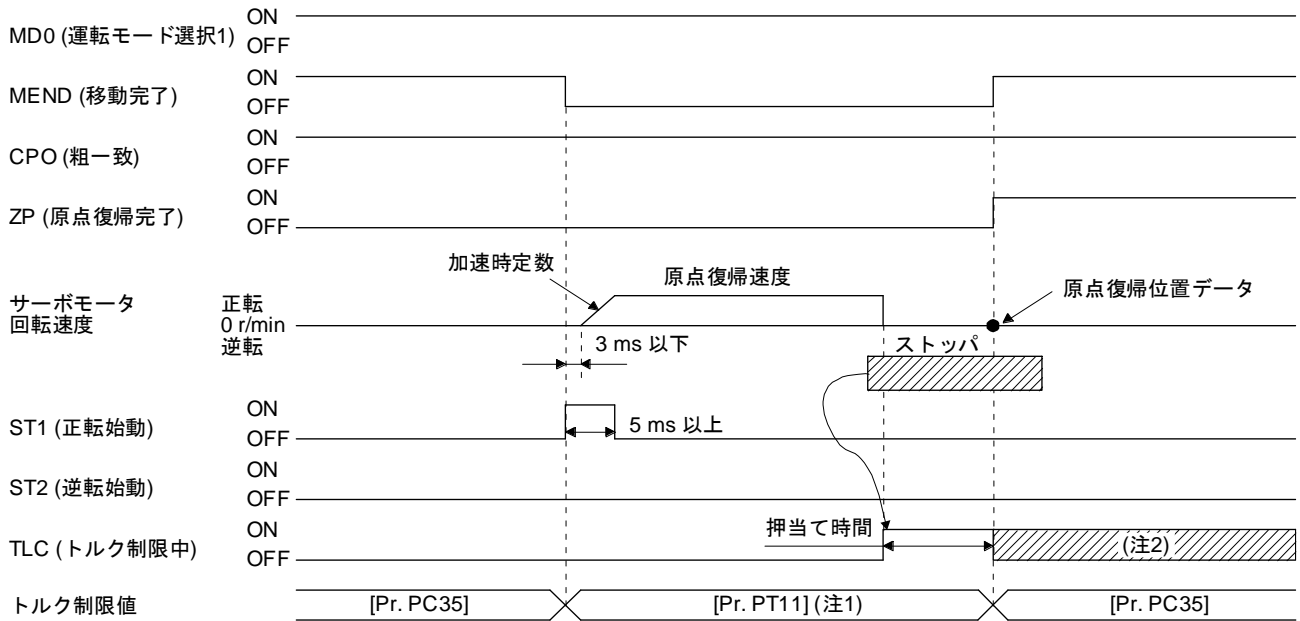 MD0 (運転モード選択1)
ON
OFF
MEND (移動完了)
ON
OFF
CPO (粗一致)
ON
OFF
ZP (原点復帰完了)
ON
OFF
加速時定数
原点復帰速度
原点復帰位置データ
サーボモータ
回転速度
正転
0 r/min
逆転
3 ms 以下
ストッパ
ST1 (正転始動)
ON
OFF
5 ms 以上
ST2 (逆転始動)
ON
OFF
TLC (トルク制限中)
ON
OFF
押当て時間
(注2)
トルク制限値
[Pr. PC35]
[Pr. PT11] (注1)
[Pr. PC35]